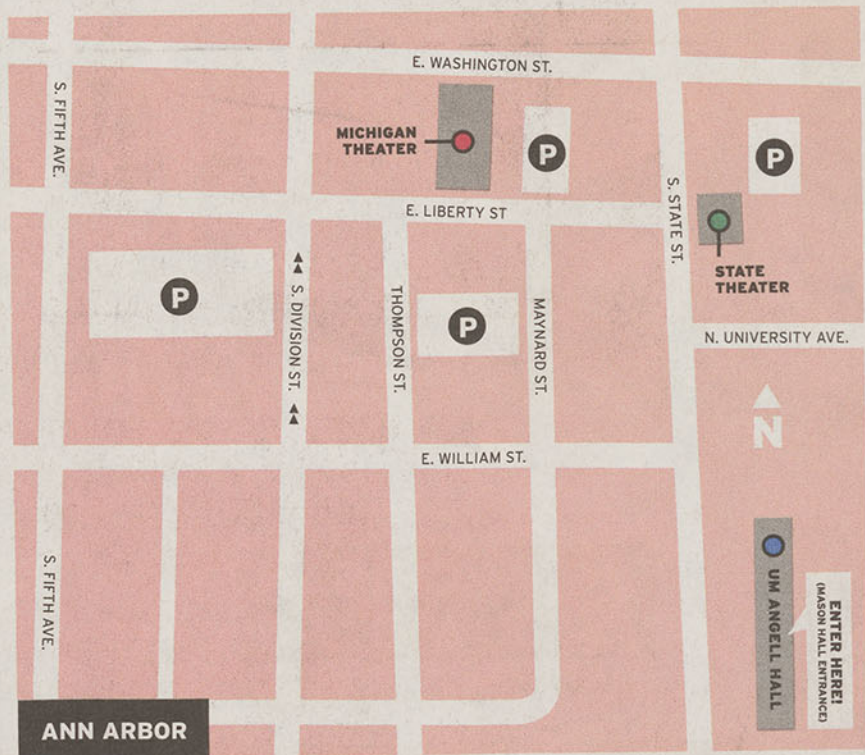 E. WASHINGTON ST.
S. FIFTH AVE.
MICHIGAN
THEATER
P
P
E. LIBERTY ST
S. STATE ST.
STATE
THEATER
P
S. DIVISION ST.
THOMPSON ST.
P
MAYNARD ST.
N. UNIVERSITY AVE.
N
E. WILLIAM ST.
S. FIFTH AVE.
UM ANGELL HALL
ENTER HERE!
(MASON HALL ENTRANCE)
ANN ARBOR